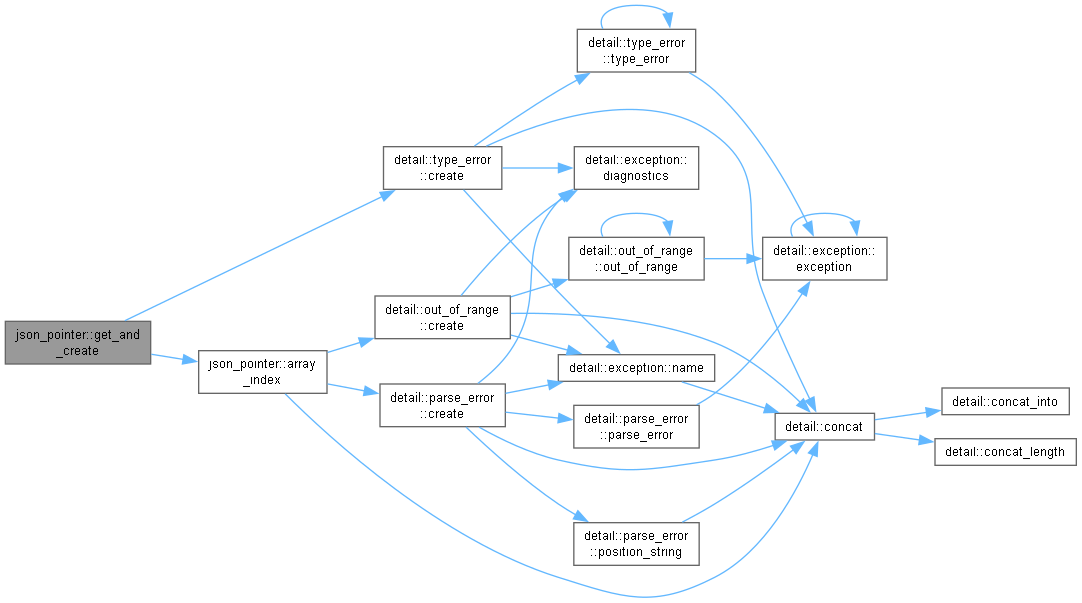 detail::type_error
::type_error
detail::type_error
::create
detail::exception::
diagnostics
detail::out_of_range
::out_of_range
detail::exception::
exception
json_pointer::get_and
_create
detail::out_of_range
::create
json_pointer::array
_index
detail::exception::name
detail::parse_error
::create
detail::parse_error
::parse_error
detail::concat
detail::concat_into
detail::concat_length
detail::parse_error
::position_string